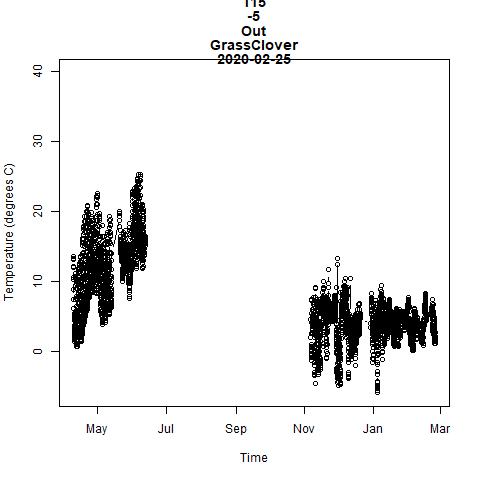 T15
-5
Out
GrassClover
2020-02-25
Temperature (degrees C)
40
30
20
10
0
May Jul Sep Nov Jan Mar
Time